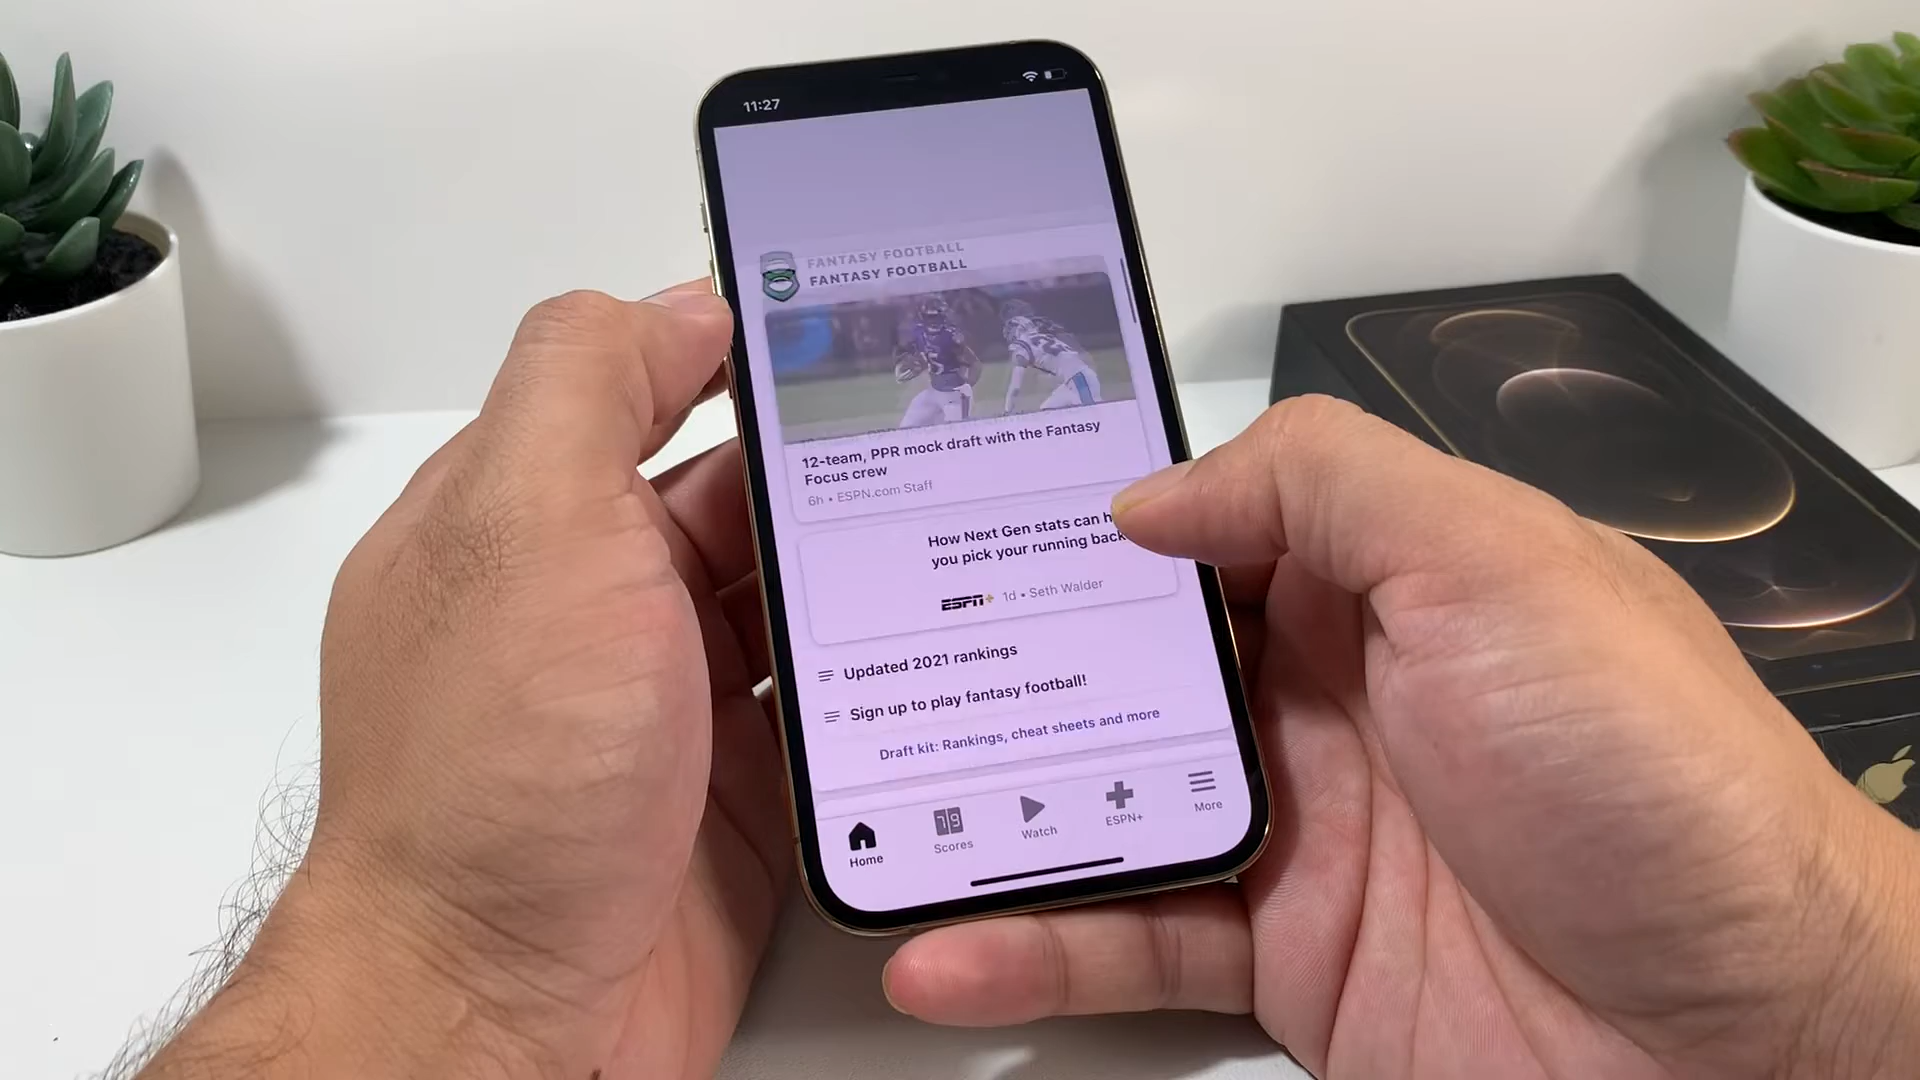 11:27
FANTASY FOOTBALL
FANTASY FOOTBALL
12-team, PPR mock draft with the Fantasy
Focus crew
6h • ESPN.com Staff
How Next Gen stats can h
you pick your running back
ESPN+ 1d • Seth Walder
Updated 2021 rankings
Sign up to play fantasy football!
Draft kit: Rankings, cheat sheets and more
Home
Scores
Watch
ESPN+
More